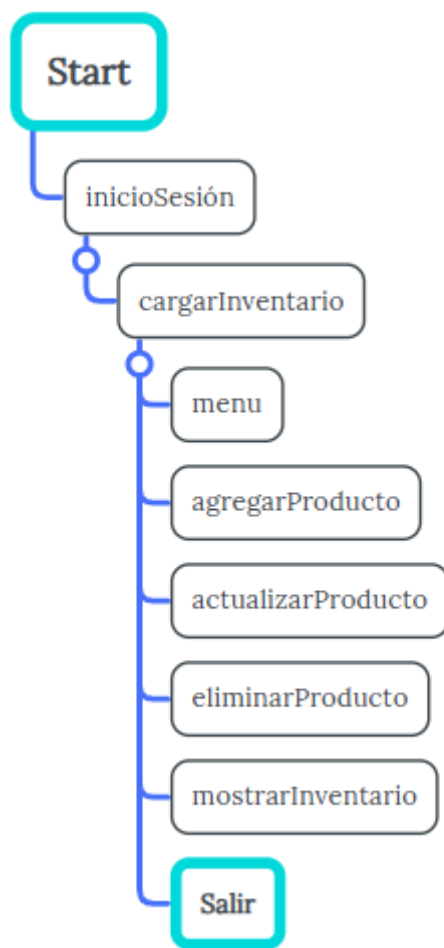 Start
inicioSesión
cargarInventario
menu
agregarProducto
actualizarProducto
eliminarProducto
mostrarInventario
Salir